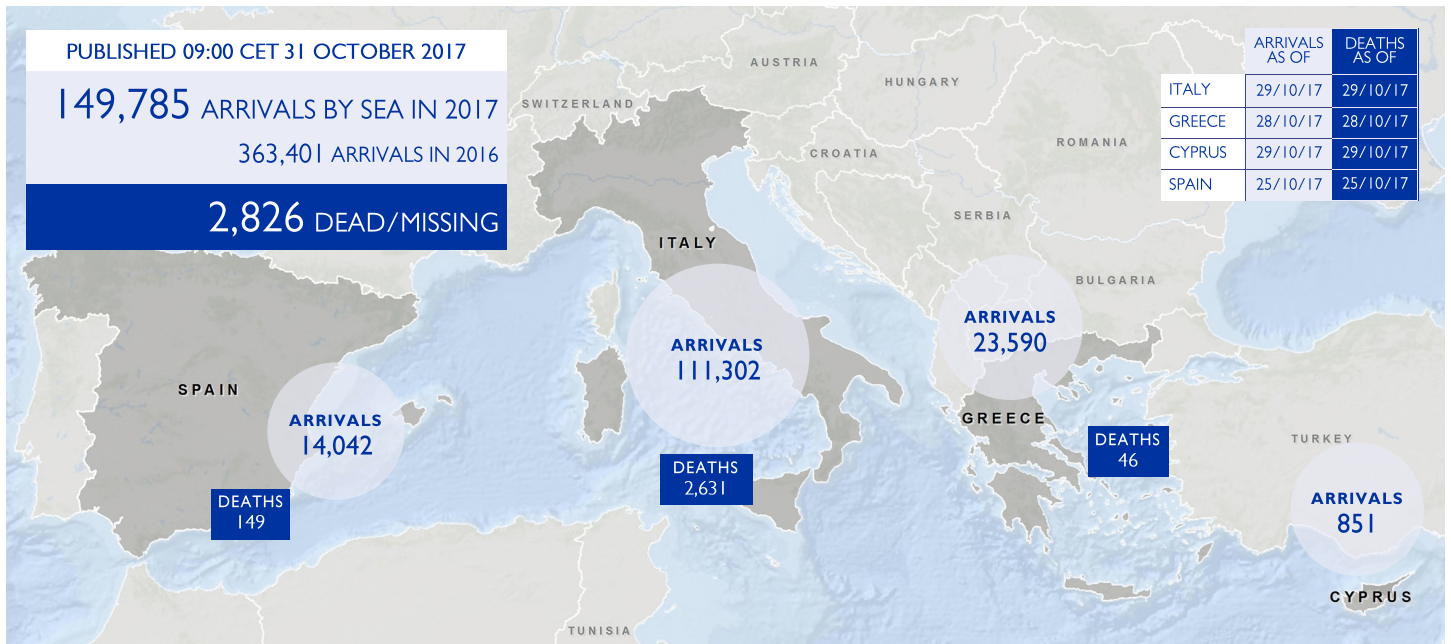 PUBLISHED 09:00 CET 31 OCTOBER 2017
149,785 ARRIVALS BY SEA IN 2017
363,401 ARRIVALS IN 2016
2,826 DEAD/MISSING
ARRIVALS AS OF
DEATHS AS OF
ITALY 29/10/17 29/10/17
GREECE 28/10/17 28/10/17
CYPRUS 29/10/17 29/10/17
SPAIN 25/10/17 25/10/17
AUSTRIA
HUNGARY
SWITZERLAND
ROMANIA
CROATIA
SERBIA
ITALY
BULGARIA
ARRIVALS
23,590
ARRIVALS
111,302
SPAIN
ARRIVALS
14,042
GREECE
DEATHS
46
TURKEY
DEATHS
2,631
DEATHS
149
ARRIVALS
851
CYPRUS
TUNISIA